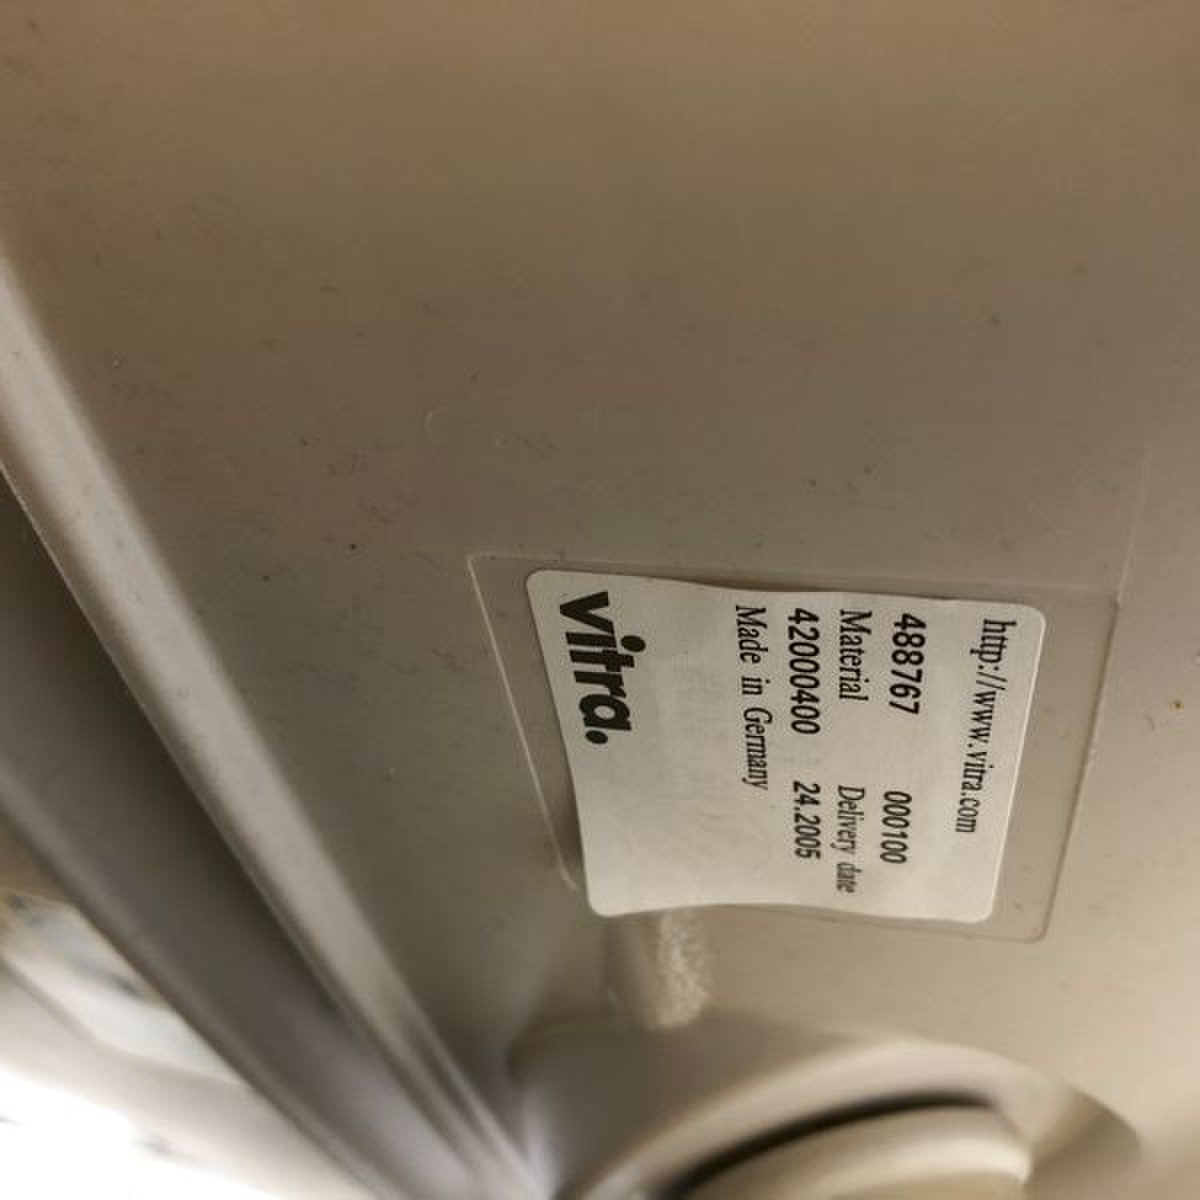 http://www.vitra.com
488767 000100
Material Delivery date
42000400 24.2005
Made in Germany
vitra.